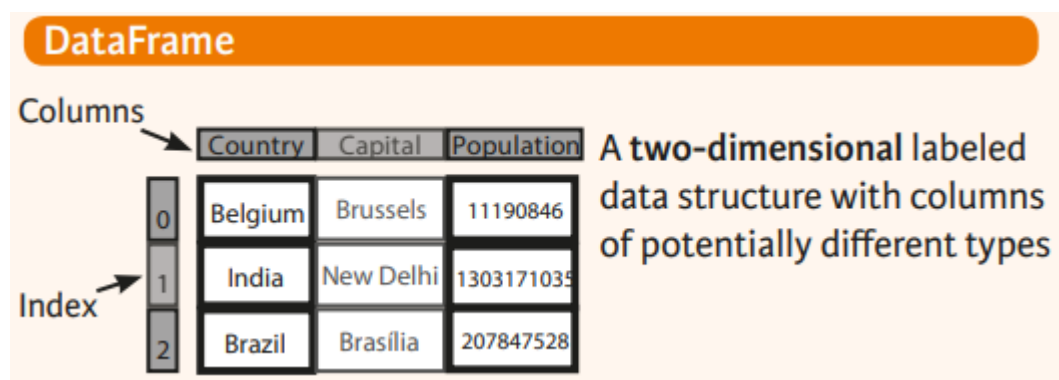 DataFrame
Columns
Country Capital Population
A two-dimensional labeled
data structure with columns
of potentially different types
0 Belgium Brussels 11190846
1 India New Delhi 1303171035
Index
2 Brazil Brasília 207847528